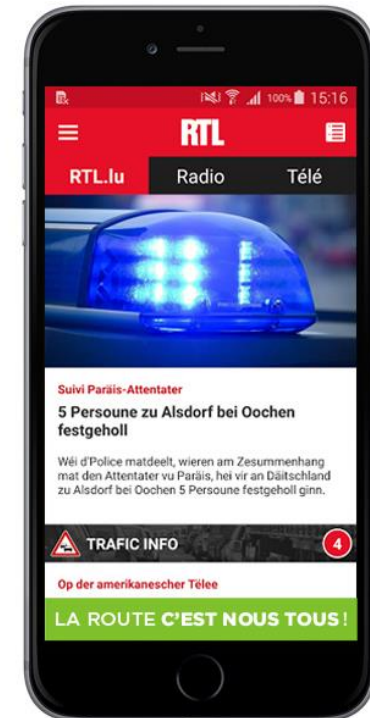 100% 15:16
RTL
RTL.lu Radio Télé
Suivi Paräis-Attentater
5 Persoune zu Alsdorf bei Oochen
festgeholl
Wéi d'Police matdeelt, wieren am Zesummenhang
mat den Attentater vu Paräis, hei vir an Däitschland
zu Alsdorf bei Oochen 5 Persoune festgeholl ginn.
TRAFIC INFO 4
Op der amerikanescher Télee
LA ROUTE C'EST NOUS TOUS !